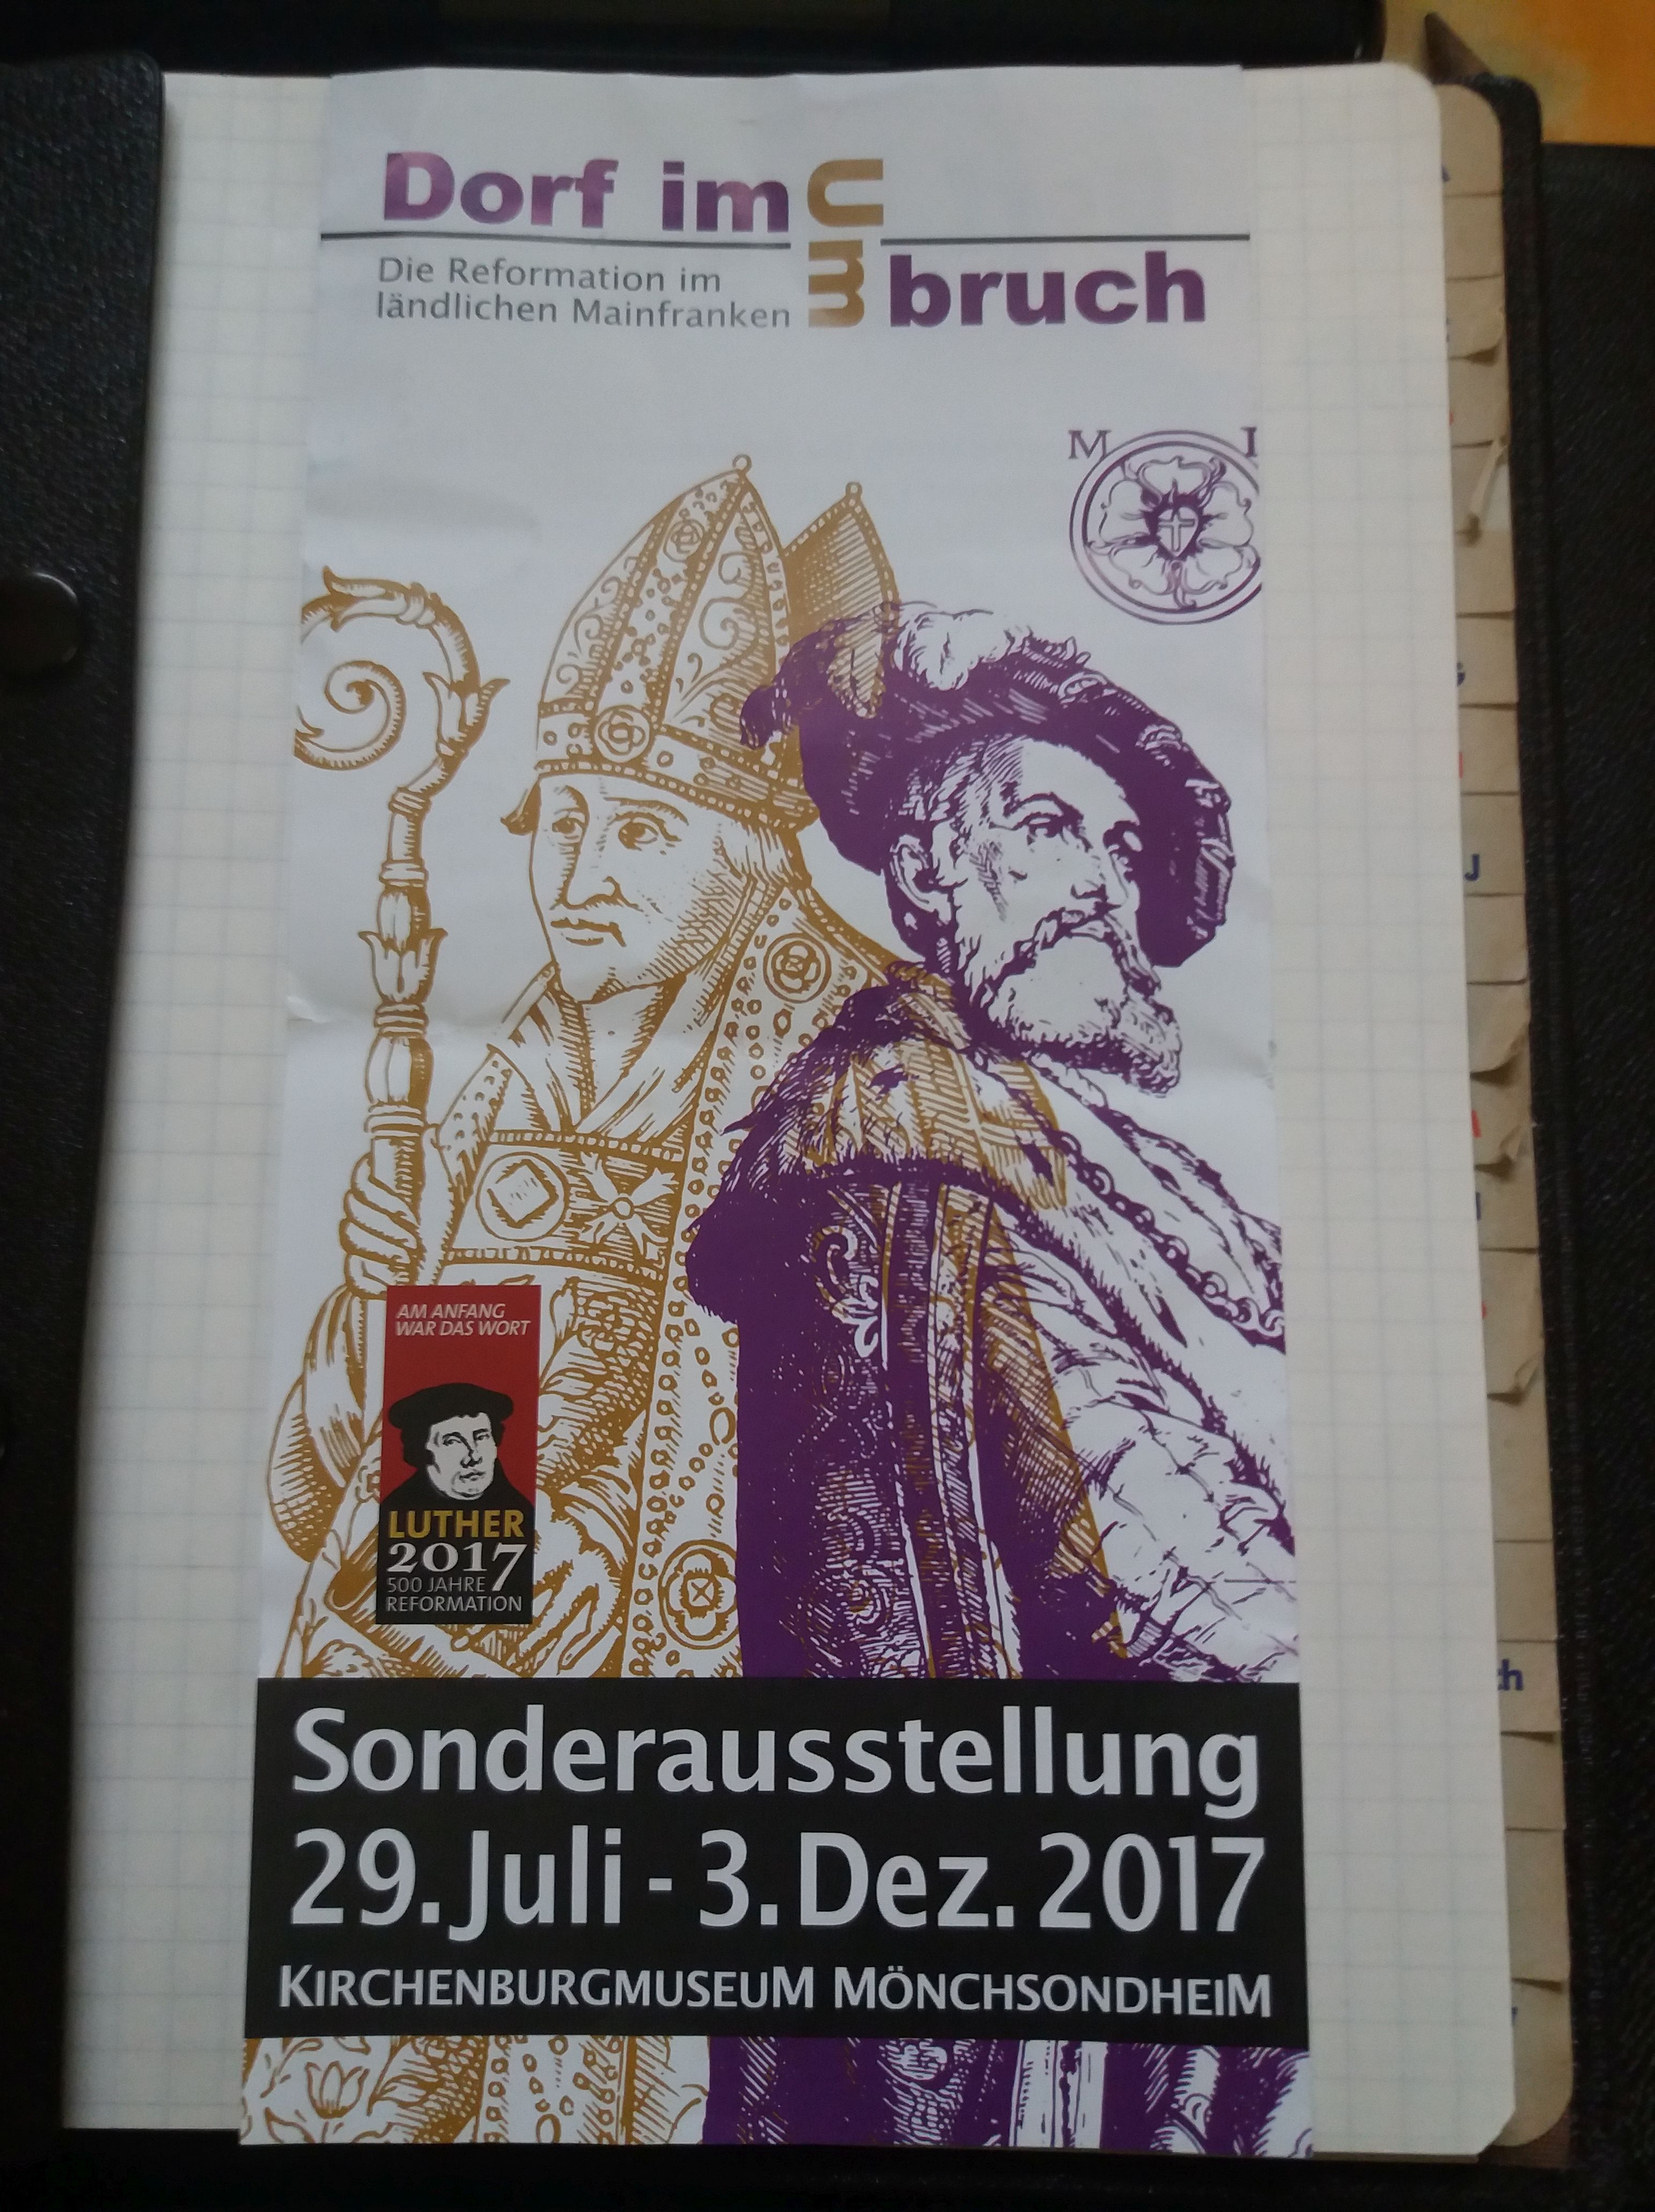 Dorf im
Um
bruch
Die Reformation im
ländlichen Mainfranken
M
AM ANFANG
WAR DAS WORT
LUTHER
2017
500 JAHRE
REFORMATION
Sonderausstellung
29. Juli - 3. Dez. 2017
KIRCHENBURGMUSEUM MÖNCHSONDHEIM
J